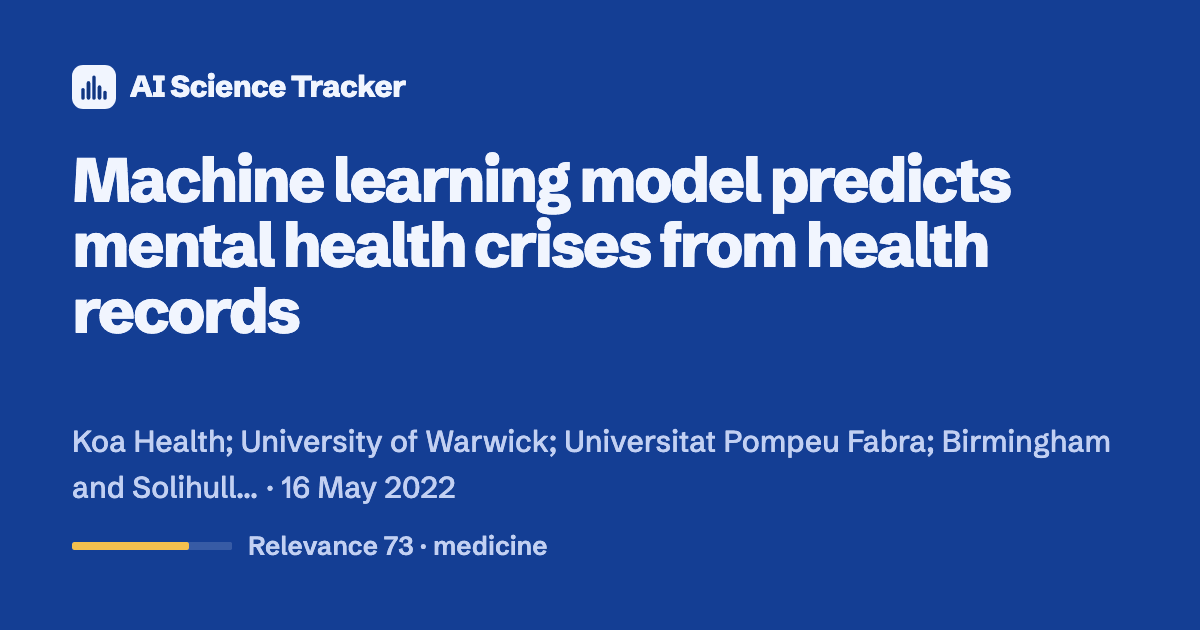 AI Science Tracker
Machine learning model predicts
mental health crises from health
records
Koa Health; University of Warwick; Universitat Pompeu Fabra; Birmingham
and Solihull... · 16 May 2022
Relevance 73 · medicine